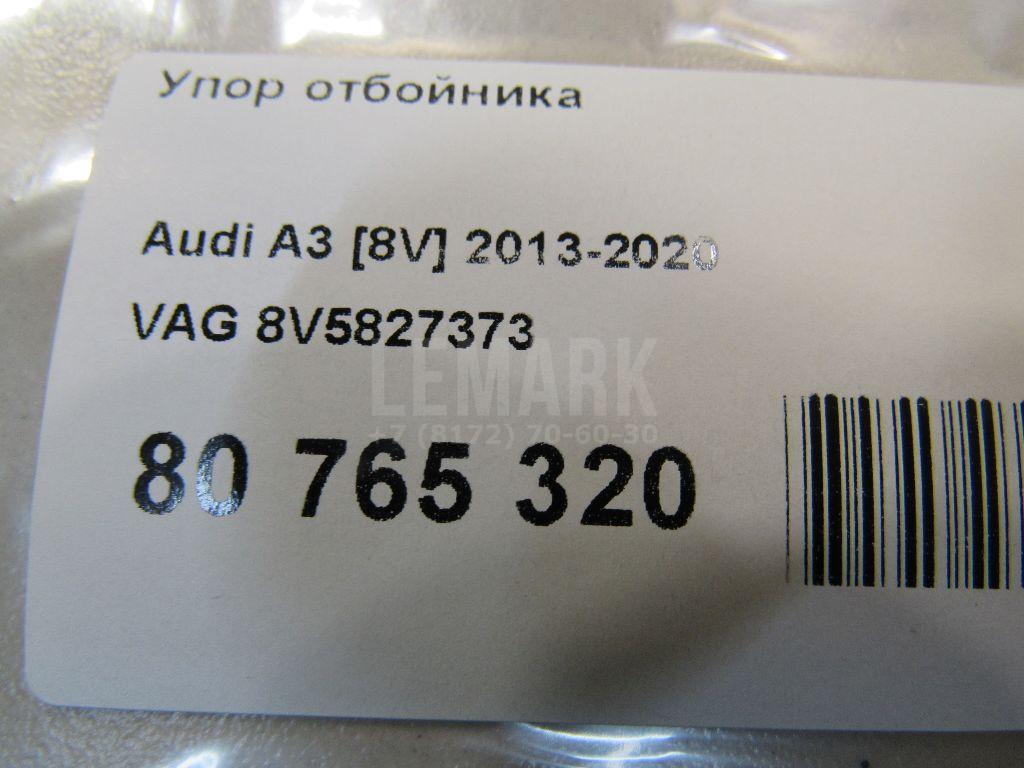 Упор отбойника
Audi A3 [8V] 2013-2020
VAG 8V5827373
LEMARK
+7 (8172) 70-60-30
80 765 320